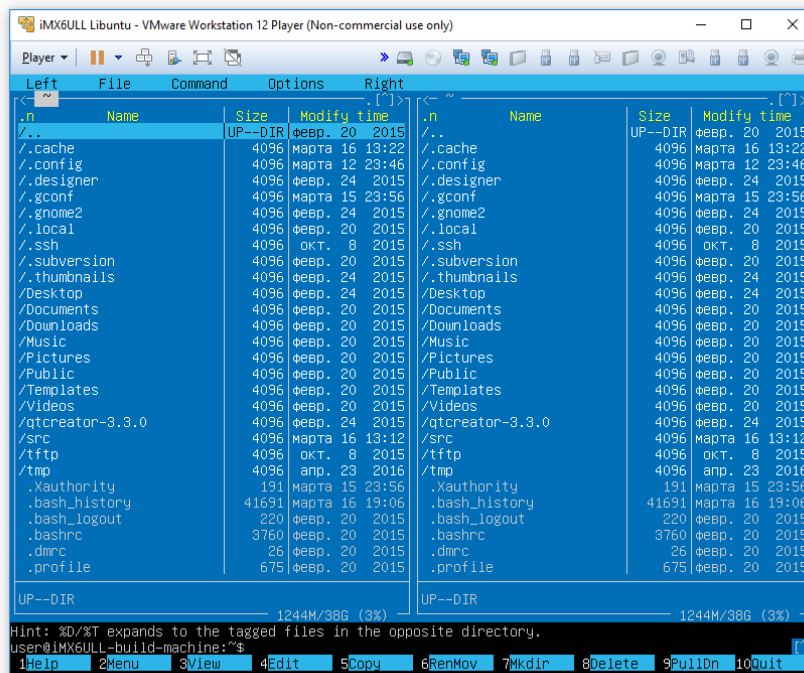 iMX6ULL Libuntu - VMware Workstation 12 Player (Non-commercial use only)
Player
Left File Command Options Right
<— ~ .[^]> <— ~ .[^]>
.n Name Size Modify time .n Name Size Modify time
/.. UP--DIR февр. 20 2015 /.. UP--DIR февр. 20 2015
/.cache 4096 марта 16 13:22 /.cache 4096 марта 16 13:22
/.config 4096 марта 12 23:46 /.config 4096 марта 12 23:46
/.designer 4096 февр. 24 2015 /.designer 4096 февр. 24 2015
/.gconf 4096 марта 15 23:56 /.gconf 4096 марта 15 23:56
/.gnome2 4096 февр. 24 2015 /.gnome2 4096 февр. 24 2015
/.local 4096 февр. 20 2015 /.local 4096 февр. 20 2015
/.ssh 4096 окт. 8 2015 /.ssh 4096 окт. 8 2015
/.subversion 4096 февр. 20 2015 /.subversion 4096 февр. 20 2015
/.thumbnails 4096 февр. 24 2015 /.thumbnails 4096 февр. 24 2015
/Desktop 4096 февр. 24 2015 /Desktop 4096 февр. 24 2015
/Documents 4096 февр. 20 2015 /Documents 4096 февр. 20 2015
/Downloads 4096 февр. 20 2015 /Downloads 4096 февр. 20 2015
/Music 4096 февр. 20 2015 /Music 4096 февр. 20 2015
/Pictures 4096 февр. 20 2015 /Pictures 4096 февр. 20 2015
/Public 4096 февр. 20 2015 /Public 4096 февр. 20 2015
/Templates 4096 февр. 20 2015 /Templates 4096 февр. 20 2015
/Videos 4096 февр. 20 2015 /Videos 4096 февр. 20 2015
/qtcreator-3.3.0 4096 февр. 24 2015 /qtcreator-3.3.0 4096 февр. 24 2015
/src 4096 марта 16 13:12 /src 4096 марта 16 13:12
/tftp 4096 окт. 8 2015 /tftp 4096 окт. 8 2015
/tmp 4096 апр. 23 2016 /tmp 4096 апр. 23 2016
.Xauthority 191 марта 15 23:56 .Xauthority 191 марта 15 23:56
.bash_history 41691 марта 16 19:06 .bash_history 41691 марта 16 19:06
.bash_logout 220 февр. 20 2015 .bash_logout 220 февр. 20 2015
.bashrc 3760 февр. 20 2015 .bashrc 3760 февр. 20 2015
.dmrc 26 февр. 20 2015 .dmrc 26 февр. 20 2015
.profile 675 февр. 20 2015 .profile 675 февр. 20 2015
UP--DIR UP--DIR
1244M/38G (3%) 1244M/38G (3%)
Hint: %D/%T expands to the tagged files in the opposite directory.
user@iMX6ULL-build-machine:~$
1Help 2Menu 3View 4Edit 5Copy 6RenMov 7Mkdir 8Delete 9PullDn 10Quit